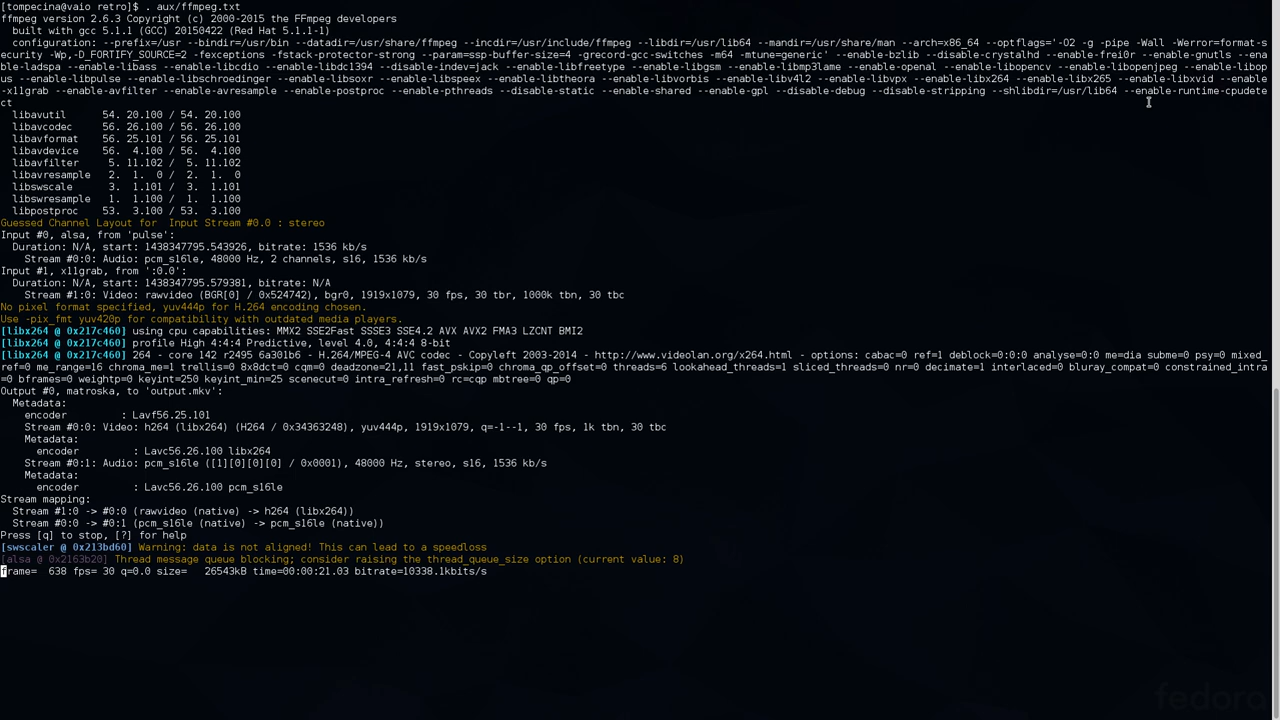 [tompecina@vaio retro]$ . aux/ffmpeg.txt
ffmpeg version 2.6.3 Copyright (c) 2000-2015 the FFmpeg developers
  built with gcc 5.1.1 (GCC) 20150422 (Red Hat 5.1.1-1)
  configuration: --prefix=/usr --bindir=/usr/bin --datadir=/usr/share/ffmpeg --incdir=/usr/include/ffmpeg --libdir=/usr/lib64 --mandir=/usr/share/man --arch=x86_64 --optflags='-O2 -g -pipe -Wall -Werror=format-s
ecurity -Wp,-D_FORTIFY_SOURCE=2 -fexceptions -fstack-protector-strong --param=ssp-buffer-size=4 -grecord-gcc-switches -m64 -mtune=generic' --enable-bzlib --disable-crystalhd --enable-frei0r --enable-gnutls --ena
ble-ladspa --enable-libass --enable-libcdio --enable-libdc1394 --disable-indev=jack --enable-libfreetype --enable-libgsm --enable-libmp3lame --enable-openal --enable-libopencv --enable-libopenjpeg --enable-libop
us --enable-libpulse --enable-libschroedinger --enable-libsoxr --enable-libspeex --enable-libtheora --enable-libvorbis --enable-libv4l2 --enable-libvpx --enable-libx264 --enable-libx265 --enable-libxvid --enable
-x11grab --enable-avfilter --enable-avresample --enable-postproc --enable-pthreads --disable-static --enable-shared --enable-gpl --disable-debug --disable-stripping --shlibdir=/usr/lib64 --enable-runtime-cpudete
ct
  libavutil      54. 20.100 / 54. 20.100
  libavcodec     56. 26.100 / 56. 26.100
  libavformat    56. 25.101 / 56. 25.101
  libavdevice    56.  4.100 / 56.  4.100
  libavfilter     5. 11.102 /  5. 11.102
  libavresample   2.  1.  0 /  2.  1.  0
  libswscale      3.  1.101 /  3.  1.101
  libswresample   1.  1.100 /  1.  1.100
  libpostproc    53.  3.100 / 53.  3.100
Guessed Channel Layout for  Input Stream #0.0 : stereo
Input #0, alsa, from 'pulse':
  Duration: N/A, start: 1438347795.543926, bitrate: 1536 kb/s
    Stream #0:0: Audio: pcm_s16le, 48000 Hz, 2 channels, s16, 1536 kb/s
Input #1, x11grab, from ':0.0':
  Duration: N/A, start: 1438347795.579381, bitrate: N/A
    Stream #1:0: Video: rawvideo (BGR[0] / 0x524742), bgr0, 1919x1079, 30 fps, 30 tbr, 1000k tbn, 30 tbc
No pixel format specified, yuv444p for H.264 encoding chosen.
Use -pix_fmt yuv420p for compatibility with outdated media players.
[libx264 @ 0x217c460] using cpu capabilities: MMX2 SSE2Fast SSSE3 SSE4.2 AVX AVX2 FMA3 LZCNT BMI2
[libx264 @ 0x217c460] profile High 4:4:4 Predictive, level 4.0, 4:4:4 8-bit
[libx264 @ 0x217c460] 264 - core 142 r2495 6a301b6 - H.264/MPEG-4 AVC codec - Copyleft 2003-2014 - http://www.videolan.org/x264.html - options: cabac=0 ref=1 deblock=0:0:0 analyse=0:0 me=dia subme=0 psy=0 mixed_
ref=0 me_range=16 chroma_me=1 trellis=0 8x8dct=0 cqm=0 deadzone=21,11 fast_pskip=0 chroma_qp_offset=0 threads=6 lookahead_threads=1 sliced_threads=0 nr=0 decimate=1 interlaced=0 bluray_compat=0 constrained_intra
=0 bframes=0 weightp=0 keyint=250 keyint_min=25 scenecut=0 intra_refresh=0 rc=cqp mbtree=0 qp=0
Output #0, matroska, to 'output.mkv':
  Metadata:
    encoder         : Lavf56.25.101
    Stream #0:0: Video: h264 (libx264) (H264 / 0x34363248), yuv444p, 1919x1079, q=-1--1, 30 fps, 1k tbn, 30 tbc
    Metadata:
      encoder         : Lavc56.26.100 libx264
    Stream #0:1: Audio: pcm_s16le ([1][0][0][0] / 0x0001), 48000 Hz, stereo, s16, 1536 kb/s
    Metadata:
      encoder         : Lavc56.26.100 pcm_s16le
Stream mapping:
  Stream #1:0 -> #0:0 (rawvideo (native) -> h264 (libx264))
  Stream #0:0 -> #0:1 (pcm_s16le (native) -> pcm_s16le (native))
Press [q] to stop, [?] for help
[swscaler @ 0x213bd60] Warning: data is not aligned! This can lead to a speedloss
[alsa @ 0x2163b20] Thread message queue blocking; consider raising the thread_queue_size option (current value: 8)
frame=  638 fps= 30 q=0.0 size=   26543kB time=00:00:21.03 bitrate=10338.1kbits/s
fedora